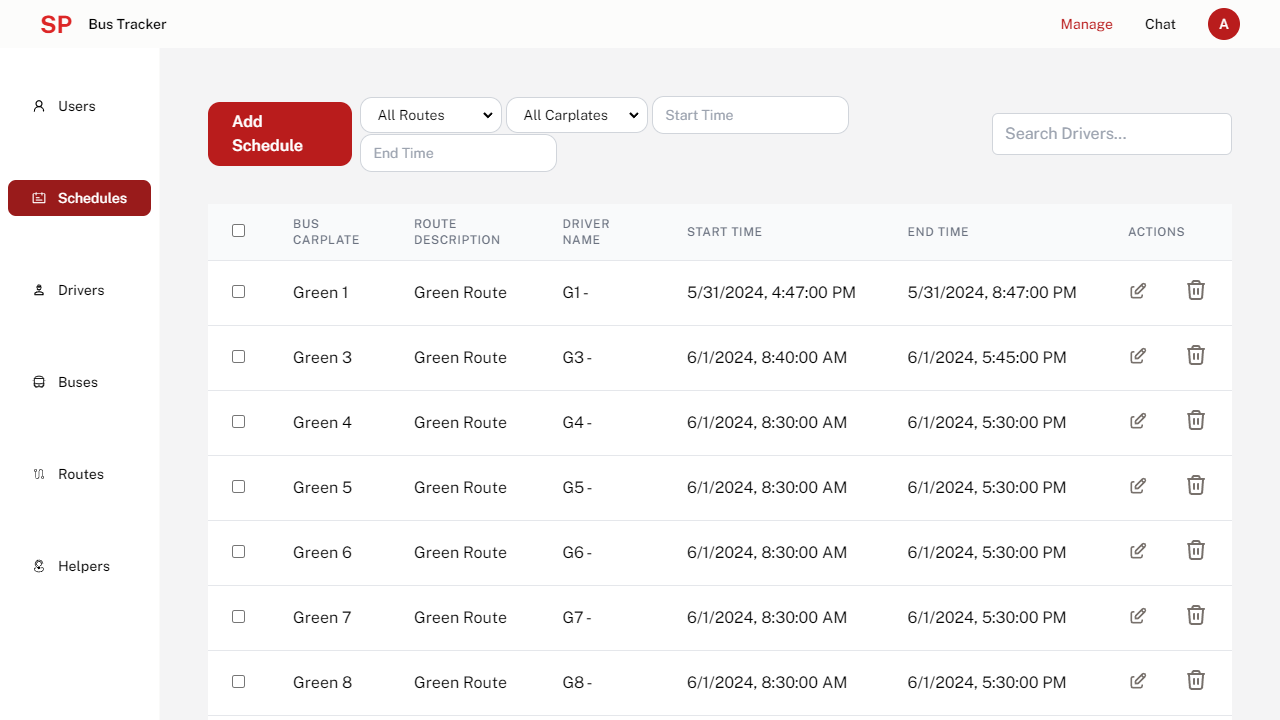 SP Bus Tracker Manage Chat A
Users
Schedules
Drivers
Buses
Routes
Helpers
Add
Schedule
All Routes All Carplates Start Time
End Time
Search Drivers...
BUS CARPLATE ROUTE DESCRIPTION DRIVER NAME START TIME END TIME ACTIONS
Green 1 Green Route G1 - 5/31/2024, 4:47:00 PM 5/31/2024, 8:47:00 PM
Green 3 Green Route G3 - 6/1/2024, 8:40:00 AM 6/1/2024, 5:45:00 PM
Green 4 Green Route G4 - 6/1/2024, 8:30:00 AM 6/1/2024, 5:30:00 PM
Green 5 Green Route G5 - 6/1/2024, 8:30:00 AM 6/1/2024, 5:30:00 PM
Green 6 Green Route G6 - 6/1/2024, 8:30:00 AM 6/1/2024, 5:30:00 PM
Green 7 Green Route G7 - 6/1/2024, 8:30:00 AM 6/1/2024, 5:30:00 PM
Green 8 Green Route G8 - 6/1/2024, 8:30:00 AM 6/1/2024, 5:30:00 PM